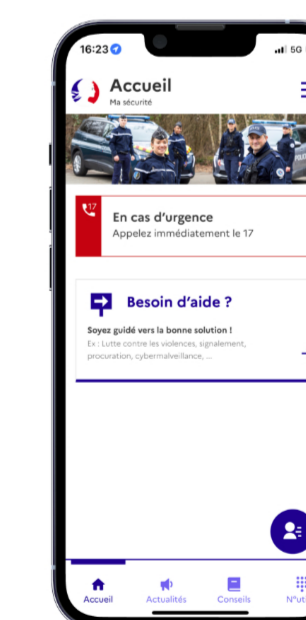 16:23
5G
Accueil
Ma sécurité
17
En cas d'urgence
Appelez immédiatement le 17
Besoin d'aide ?
Soyez guidé vers la bonne solution !
Ex : Lutte contre les violences, signalement,
procuration, cybermalveillance, ...
Accueil
Actualités
Conseils
N°uti